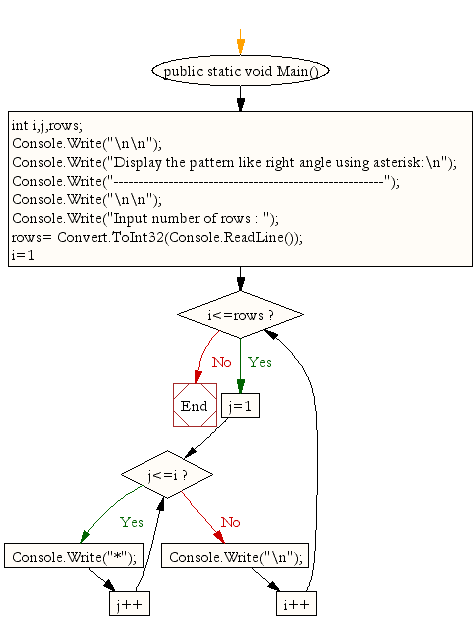 public static void Main()
int i,j,rows;
Console.Write("\n\n");
Console.Write("Display the pattern like right angle using asterisk:\n");
Console.Write("------------------------------------------------------");
Console.Write("\n\n");
Console.Write("Input number of rows : ");
rows= Convert.ToInt32(Console.ReadLine());
i=1
i<=rows ?
No
Yes
End
j=1
j<=i ?
Yes
No
Console.Write("*");
Console.Write("\n");
j++
i++